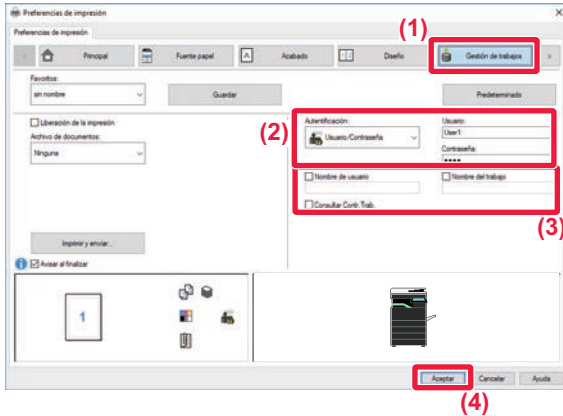 Preferencias de impresión
Preferencias de impresión
(1)
Principal
Fuente papel
A
Acabado
Diseño
Gestión de trabajos
Favoritos:
sin nombre
Guardar
Predeterminado
Liberación de la impresión
Archivo de documentos:
Ninguna
(2)
Autentificación:
Usuario/Contraseña
Usuario:
User1
Contraseña:
••••
Nombre de usuario
Nombre del trabajo
Consultar Contr. Trab.
(3)
Imprimir y enviar...
Avisar al finalizar
1
Aceptar
Cancelar
Ayuda
(4)